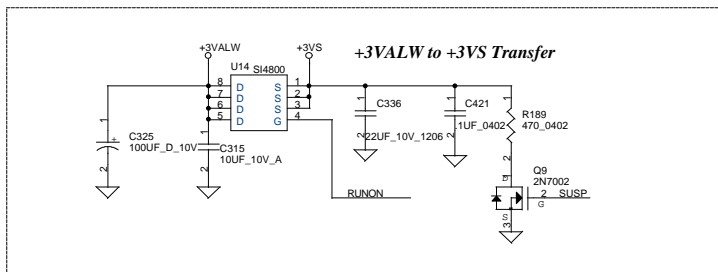 +3VALW
+3VS
+3VALW to +3VS Transfer
U14 SI4800
8 D S 1
7 D S 2
6 D S 3
5 D G 4
1
+
2
C325
100UF_D_10V
1
2
C315
10UF_10V_A
1
2
C336
22UF_10V_1206
1
2
C421
.1UF_0402
1
R189
470_0402
2
RUNON
Q9
2N7002
1
D
2
G
SUSP
S
3